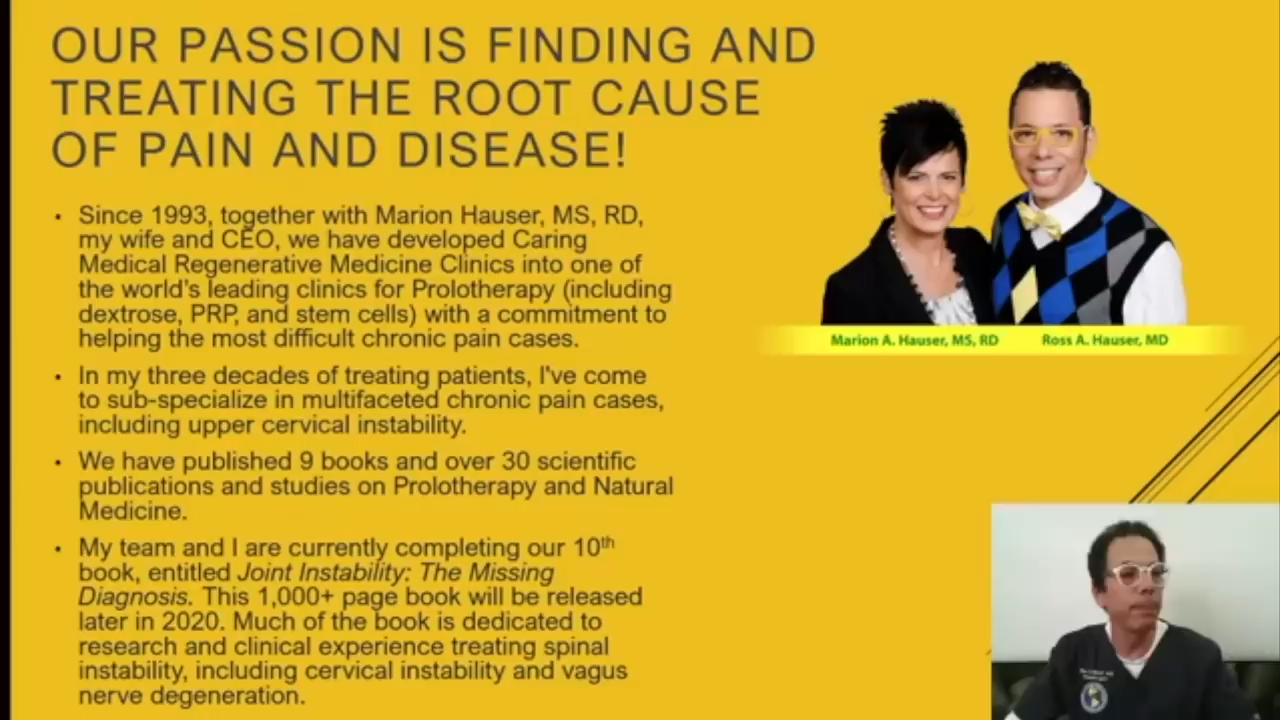 OUR PASSION IS FINDING AND
TREATING THE ROOT CAUSE
OF PAIN AND DISEASE!
• Since 1993, together with Marion Hauser, MS, RD,
my wife and CEO, we have developed Caring
Medical Regenerative Medicine Clinics into one of
the world's leading clinics for Prolotherapy (including
dextrose, PRP, and stem cells) with a commitment to
helping the most difficult chronic pain cases.
• In my three decades of treating patients, I've come
to sub-specialize in multifaceted chronic pain cases,
including upper cervical instability.
• We have published 9 books and over 30 scientific
publications and studies on Prolotherapy and Natural
Medicine.
• My team and I are currently completing our 10th
book, entitled Joint Instability: The Missing
Diagnosis. This 1,000+ page book will be released
later in 2020. Much of the book is dedicated to
research and clinical experience treating spinal
instability, including cervical instability and vagus
nerve degeneration.
Marion A. Hauser, MS, RD
Ross A. Hauser, MD